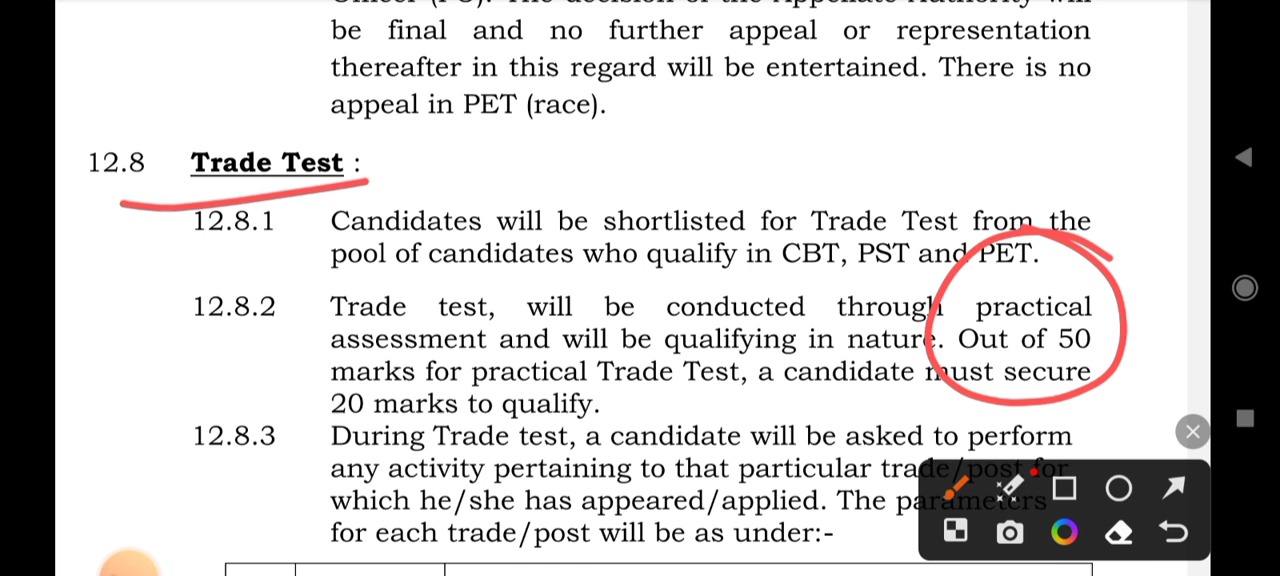 be final and no further appeal or representation
thereafter in this regard will be entertained. There is no
appeal in PET (race).
12.8 Trade Test :
12.8.1 Candidates will be shortlisted for Trade Test from the
pool of candidates who qualify in CBT, PST and PET.
12.8.2 Trade test, will be conducted through practical
assessment and will be qualifying in nature. Out of 50
marks for practical Trade Test, a candidate must secure
20 marks to qualify.
12.8.3 During Trade test, a candidate will be asked to perform
any activity pertaining to that particular trade/post for
which he/she has appeared/applied. The parameters
for each trade/post will be as under:-